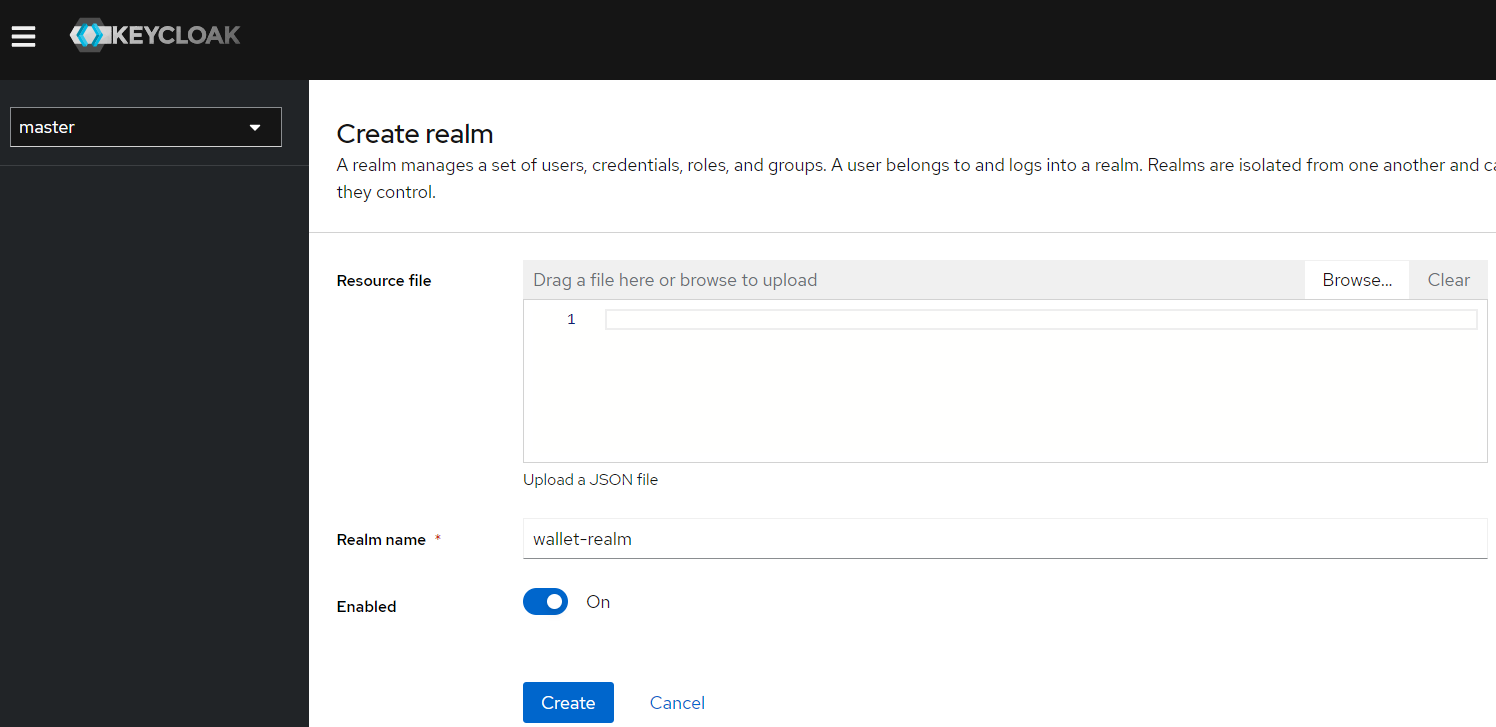 KEYCLOAK
master
Create realm
A realm manages a set of users, credentials, roles, and groups. A user belongs to and logs into a realm. Realms are isolated from one another and ca
they control.
Resource file
Drag a file here or browse to upload
Browse...
Clear
1
Upload a JSON file
Realm name *
wallet-realm
Enabled
On
Create
Cancel